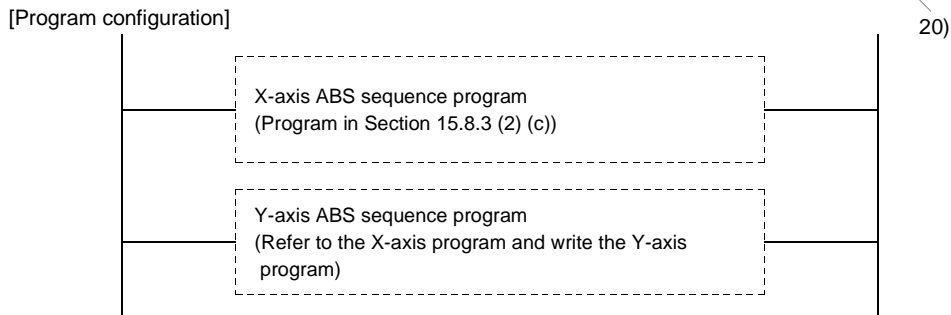 [Program configuration]
20)
X-axis ABS sequence program
(Program in Section 15.8.3 (2) (c))
Y-axis ABS sequence program
(Refer to the X-axis program and write the Y-axis
program)